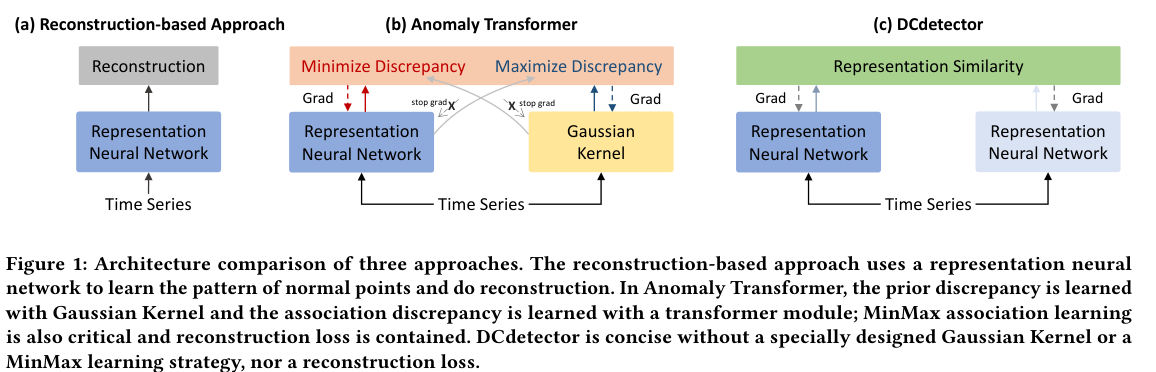 (a) Reconstruction-based Approach
Reconstruction
Representation
Neural Network
Time Series
(b) Anomaly Transformer
Minimize Discrepancy
Maximize Discrepancy
Grad
stop grad
X
X
stop grad
Grad
Representation
Neural Network
Gaussian
Kernel
Time Series
(c) DCdetector
Representation Similarity
Grad
Grad
Representation
Neural Network
Representation
Neural Network
Time Series
Figure 1: Architecture comparison of three approaches. The reconstruction-based approach uses a representation neural
network to learn the pattern of normal points and do reconstruction. In Anomaly Transformer, the prior discrepancy is learned
with Gaussian Kernel and the association discrepancy is learned with a transformer module; MinMax association learning
is also critical and reconstruction loss is contained. DCdetector is concise without a specially designed Gaussian Kernel or a
MinMax learning strategy, nor a reconstruction loss.